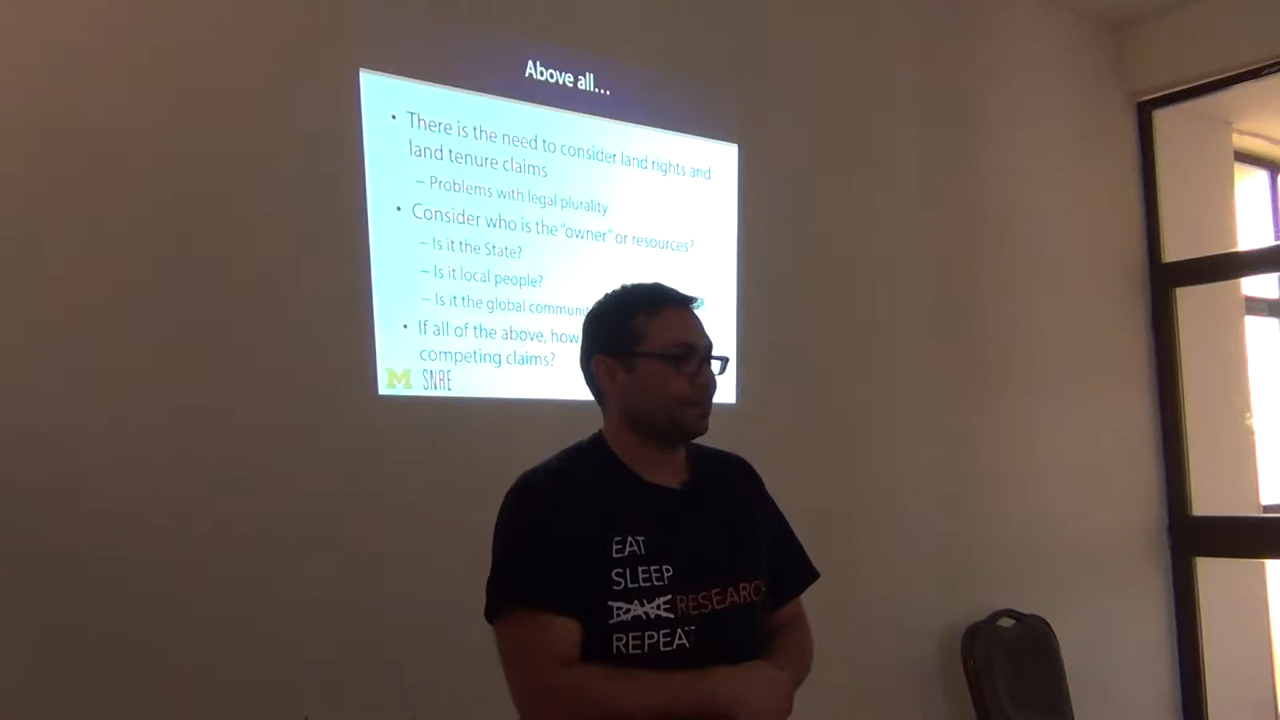 Above all...
• There is the need to consider land rights and
land tenure claims
– Problems with legal plurality
• Consider who is the "owner" or resources?
– Is it the State?
– Is it local people?
– Is it the global
• If all of the above, how
competing claims?
M SNRE
EAT
SLEEP
RAVE RESEARCH
REPEAT